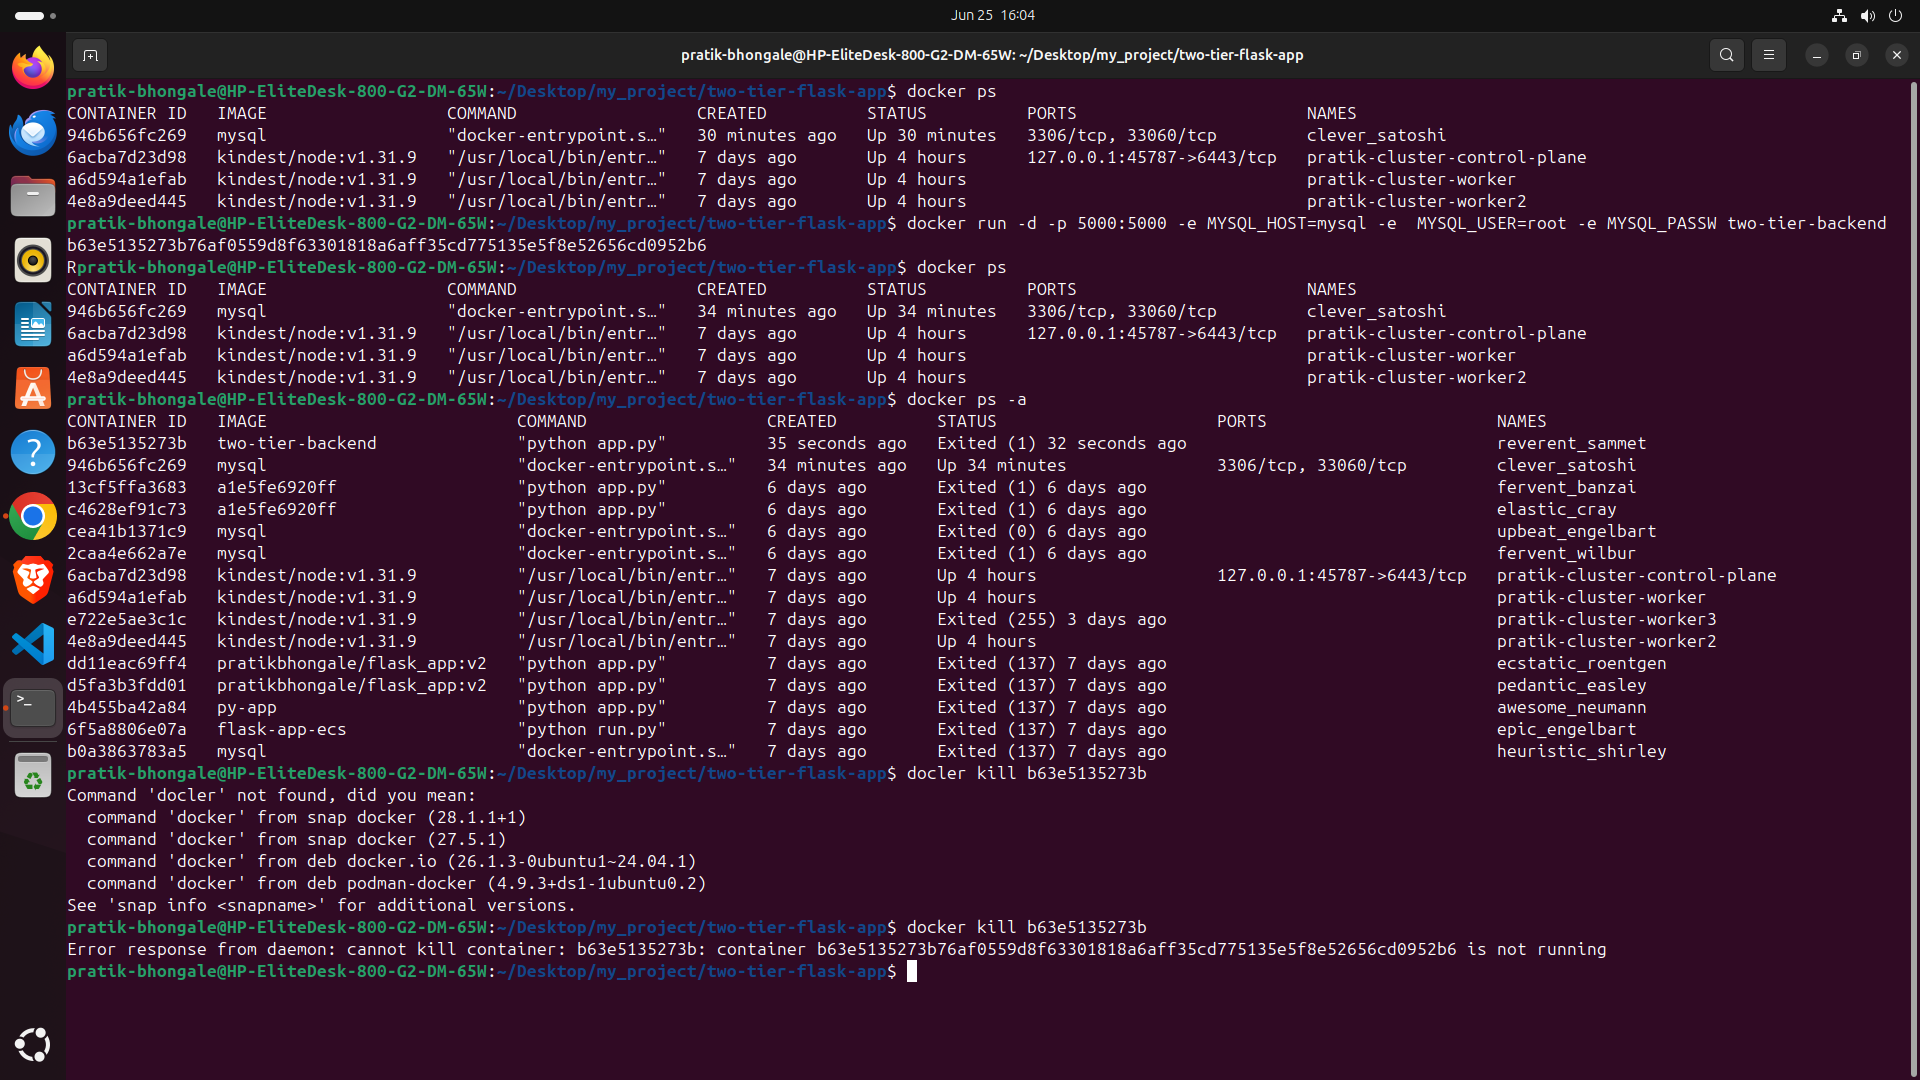 Jun 25 16:04
pratik-bhongale@HP-EliteDesk-800-G2-DM-65W: ~/Desktop/my_project/two-tier-flask-app
pratik-bhongale@HP-EliteDesk-800-G2-DM-65W:~/Desktop/my_project/two-tier-flask-app$ docker ps
CONTAINER ID   IMAGE                  COMMAND                  CREATED          STATUS          PORTS                       NAMES
946b656fc269   mysql                  "docker-entrypoint.s…"   30 minutes ago   Up 30 minutes   3306/tcp, 33060/tcp         clever_satoshi
6acba7d23d98   kindest/node:v1.31.9   "/usr/local/bin/entr…"   7 days ago       Up 4 hours      127.0.0.1:45787->6443/tcp   pratik-cluster-control-plane
a6d594a1efab   kindest/node:v1.31.9   "/usr/local/bin/entr…"   7 days ago       Up 4 hours                                  pratik-cluster-worker
4e8a9deed445   kindest/node:v1.31.9   "/usr/local/bin/entr…"   7 days ago       Up 4 hours                                  pratik-cluster-worker2
pratik-bhongale@HP-EliteDesk-800-G2-DM-65W:~/Desktop/my_project/two-tier-flask-app$ docker run -d -p 5000:5000 -e MYSQL_HOST=mysql -e  MYSQL_USER=root -e MYSQL_PASSW two-tier-backend
b63e5135273b76af0559d8f63301818a6aff35cd775135e5f8e52656cd0952b6
Rpratik-bhongale@HP-EliteDesk-800-G2-DM-65W:~/Desktop/my_project/two-tier-flask-app$ docker ps
CONTAINER ID   IMAGE                  COMMAND                  CREATED          STATUS          PORTS                       NAMES
946b656fc269   mysql                  "docker-entrypoint.s…"   34 minutes ago   Up 34 minutes   3306/tcp, 33060/tcp         clever_satoshi
6acba7d23d98   kindest/node:v1.31.9   "/usr/local/bin/entr…"   7 days ago       Up 4 hours      127.0.0.1:45787->6443/tcp   pratik-cluster-control-plane
a6d594a1efab   kindest/node:v1.31.9   "/usr/local/bin/entr…"   7 days ago       Up 4 hours                                  pratik-cluster-worker
4e8a9deed445   kindest/node:v1.31.9   "/usr/local/bin/entr…"   7 days ago       Up 4 hours                                  pratik-cluster-worker2
pratik-bhongale@HP-EliteDesk-800-G2-DM-65W:~/Desktop/my_project/two-tier-flask-app$ docker ps -a
CONTAINER ID   IMAGE                         COMMAND                  CREATED          STATUS                      PORTS                       NAMES
b63e5135273b   two-tier-backend              "python app.py"          35 seconds ago   Exited (1) 32 seconds ago                               reverent_sammet
946b656fc269   mysql                         "docker-entrypoint.s…"   34 minutes ago   Up 34 minutes               3306/tcp, 33060/tcp         clever_satoshi
13cf5ffa3683   a1e5fe6920ff                  "python app.py"          6 days ago       Exited (1) 6 days ago                                   fervent_banzai
c4628ef91c73   a1e5fe6920ff                  "python app.py"          6 days ago       Exited (1) 6 days ago                                   elastic_cray
cea41b1371c9   mysql                         "docker-entrypoint.s…"   6 days ago       Exited (0) 6 days ago                                   upbeat_engelbart
2caa4e662a7e   mysql                         "docker-entrypoint.s…"   6 days ago       Exited (1) 6 days ago                                   fervent_wilbur
6acba7d23d98   kindest/node:v1.31.9          "/usr/local/bin/entr…"   7 days ago       Up 4 hours                  127.0.0.1:45787->6443/tcp   pratik-cluster-control-plane
a6d594a1efab   kindest/node:v1.31.9          "/usr/local/bin/entr…"   7 days ago       Up 4 hours                                              pratik-cluster-worker
e722e5ae3c1c   kindest/node:v1.31.9          "/usr/local/bin/entr…"   7 days ago       Exited (255) 3 days ago                                 pratik-cluster-worker3
4e8a9deed445   kindest/node:v1.31.9          "/usr/local/bin/entr…"   7 days ago       Up 4 hours                                              pratik-cluster-worker2
dd11eac69ff4   pratikbhongale/flask_app:v2   "python app.py"          7 days ago       Exited (137) 7 days ago                                 ecstatic_roentgen
d5fa3b3fdd01   pratikbhongale/flask_app:v2   "python app.py"          7 days ago       Exited (137) 7 days ago                                 pedantic_easley
4b455ba42a84   py-app                        "python app.py"          7 days ago       Exited (137) 7 days ago                                 awesome_neumann
6f5a8806e07a   flask-app-ecs                 "python run.py"          7 days ago       Exited (137) 7 days ago                                 epic_engelbart
b0a3863783a5   mysql                         "docker-entrypoint.s…"   7 days ago       Exited (137) 7 days ago                                 heuristic_shirley
pratik-bhongale@HP-EliteDesk-800-G2-DM-65W:~/Desktop/my_project/two-tier-flask-app$ docler kill b63e5135273b
Command 'docler' not found, did you mean:
  command 'docker' from snap docker (28.1.1+1)
  command 'docker' from snap docker (27.5.1)
  command 'docker' from deb docker.io (26.1.3-0ubuntu1~24.04.1)
  command 'docker' from deb podman-docker (4.9.3+ds1-1ubuntu0.2)
See 'snap info <snapname>' for additional versions.
pratik-bhongale@HP-EliteDesk-800-G2-DM-65W:~/Desktop/my_project/two-tier-flask-app$ docker kill b63e5135273b
Error response from daemon: cannot kill container: b63e5135273b: container b63e5135273b76af0559d8f63301818a6aff35cd775135e5f8e52656cd0952b6 is not running
pratik-bhongale@HP-EliteDesk-800-G2-DM-65W:~/Desktop/my_project/two-tier-flask-app$